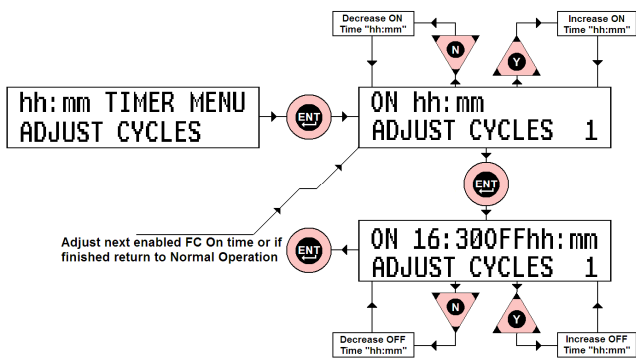 Decrease ON
Time "hh:mm"
N
Y
Increase ON
Time "hh:mm"
hh:mm TIMER MENU
ADJUST CYCLES
ENT
ON hh:mm
ADJUST CYCLES 1
ENT
Adjust next enabled FC On time or if
finished return to Normal Operation
ENT
ON 16:30OFFhh:mm
ADJUST CYCLES 1
N
Y
Decrease OFF
Time "hh:mm"
Increase OFF
Time "hh:mm"